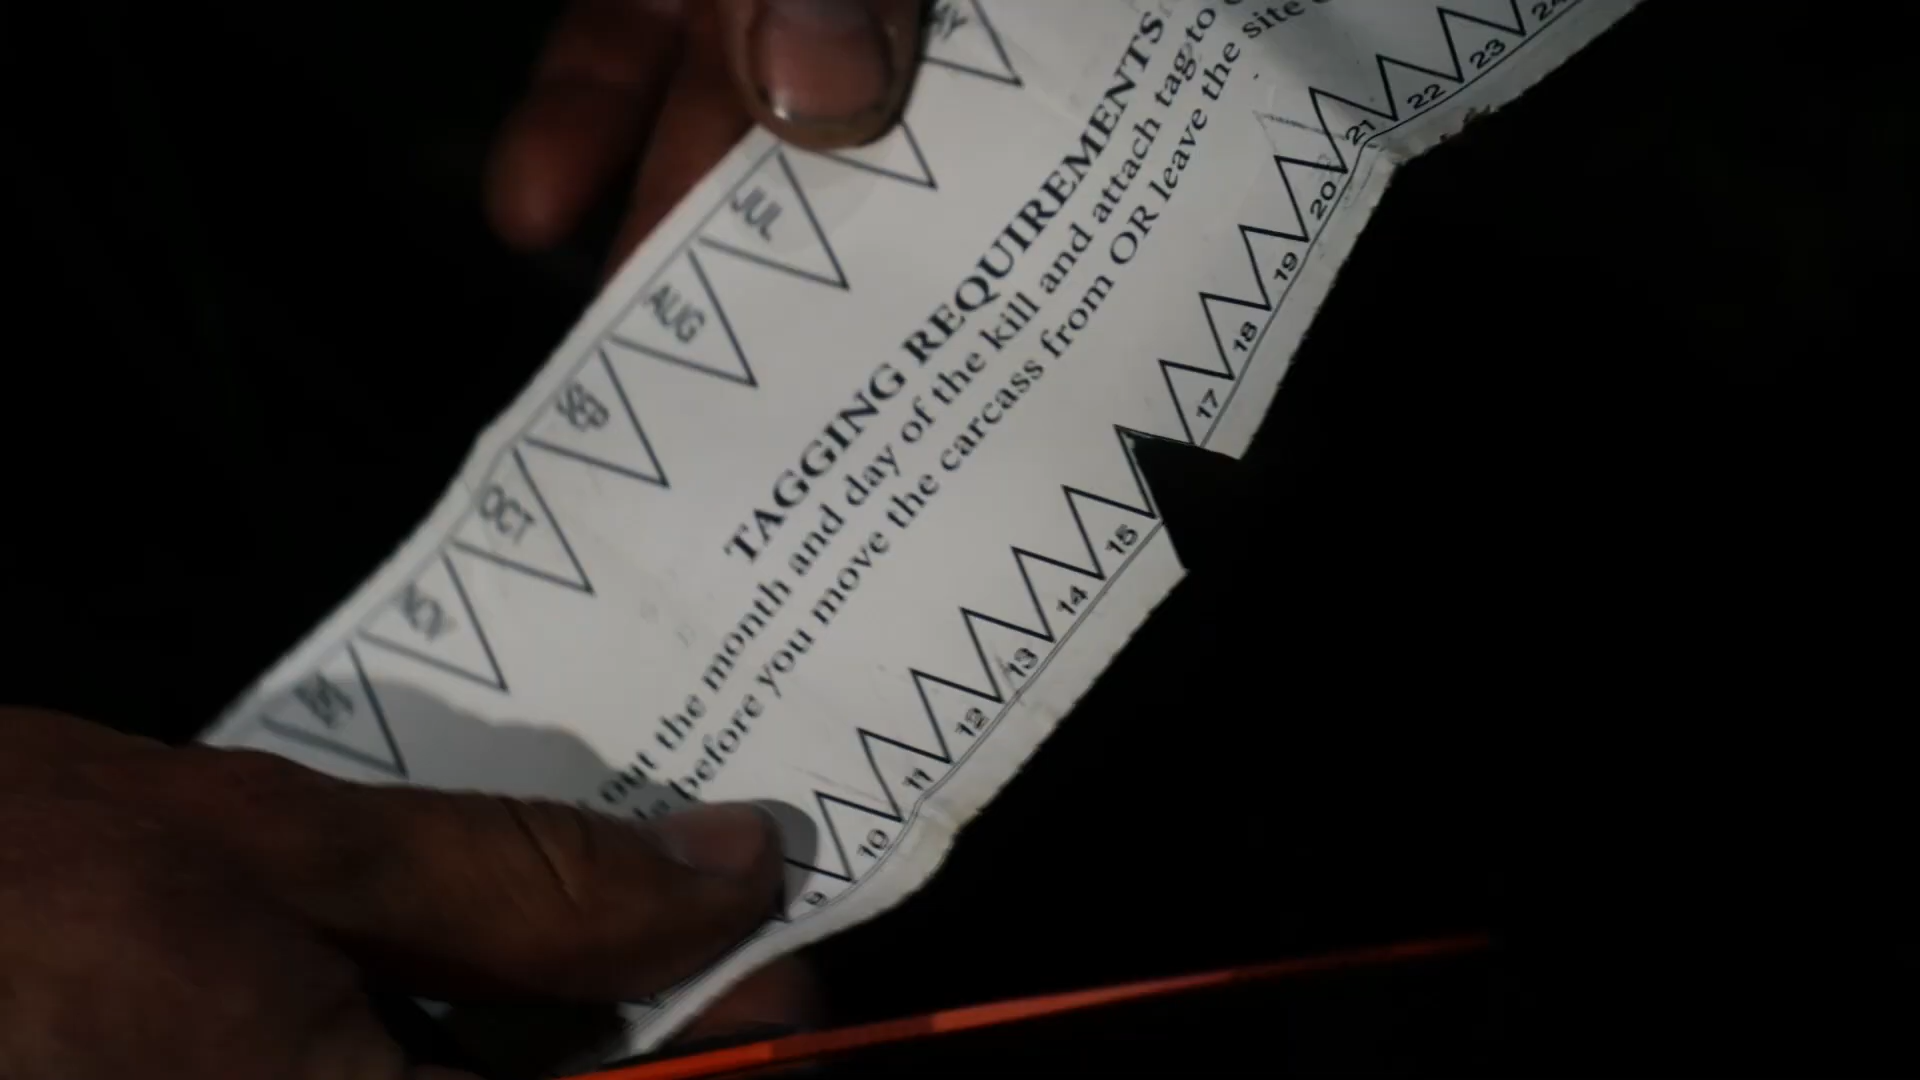 JUL
AUG
SEP
OCT
NOV
TAGGING REQUIREMENTS
out the month and day of the kill and attach tag to
before you move the carcass from OR leave the site
9 10 11 12 13 14 15 17 18 19 20 21 22 23 24